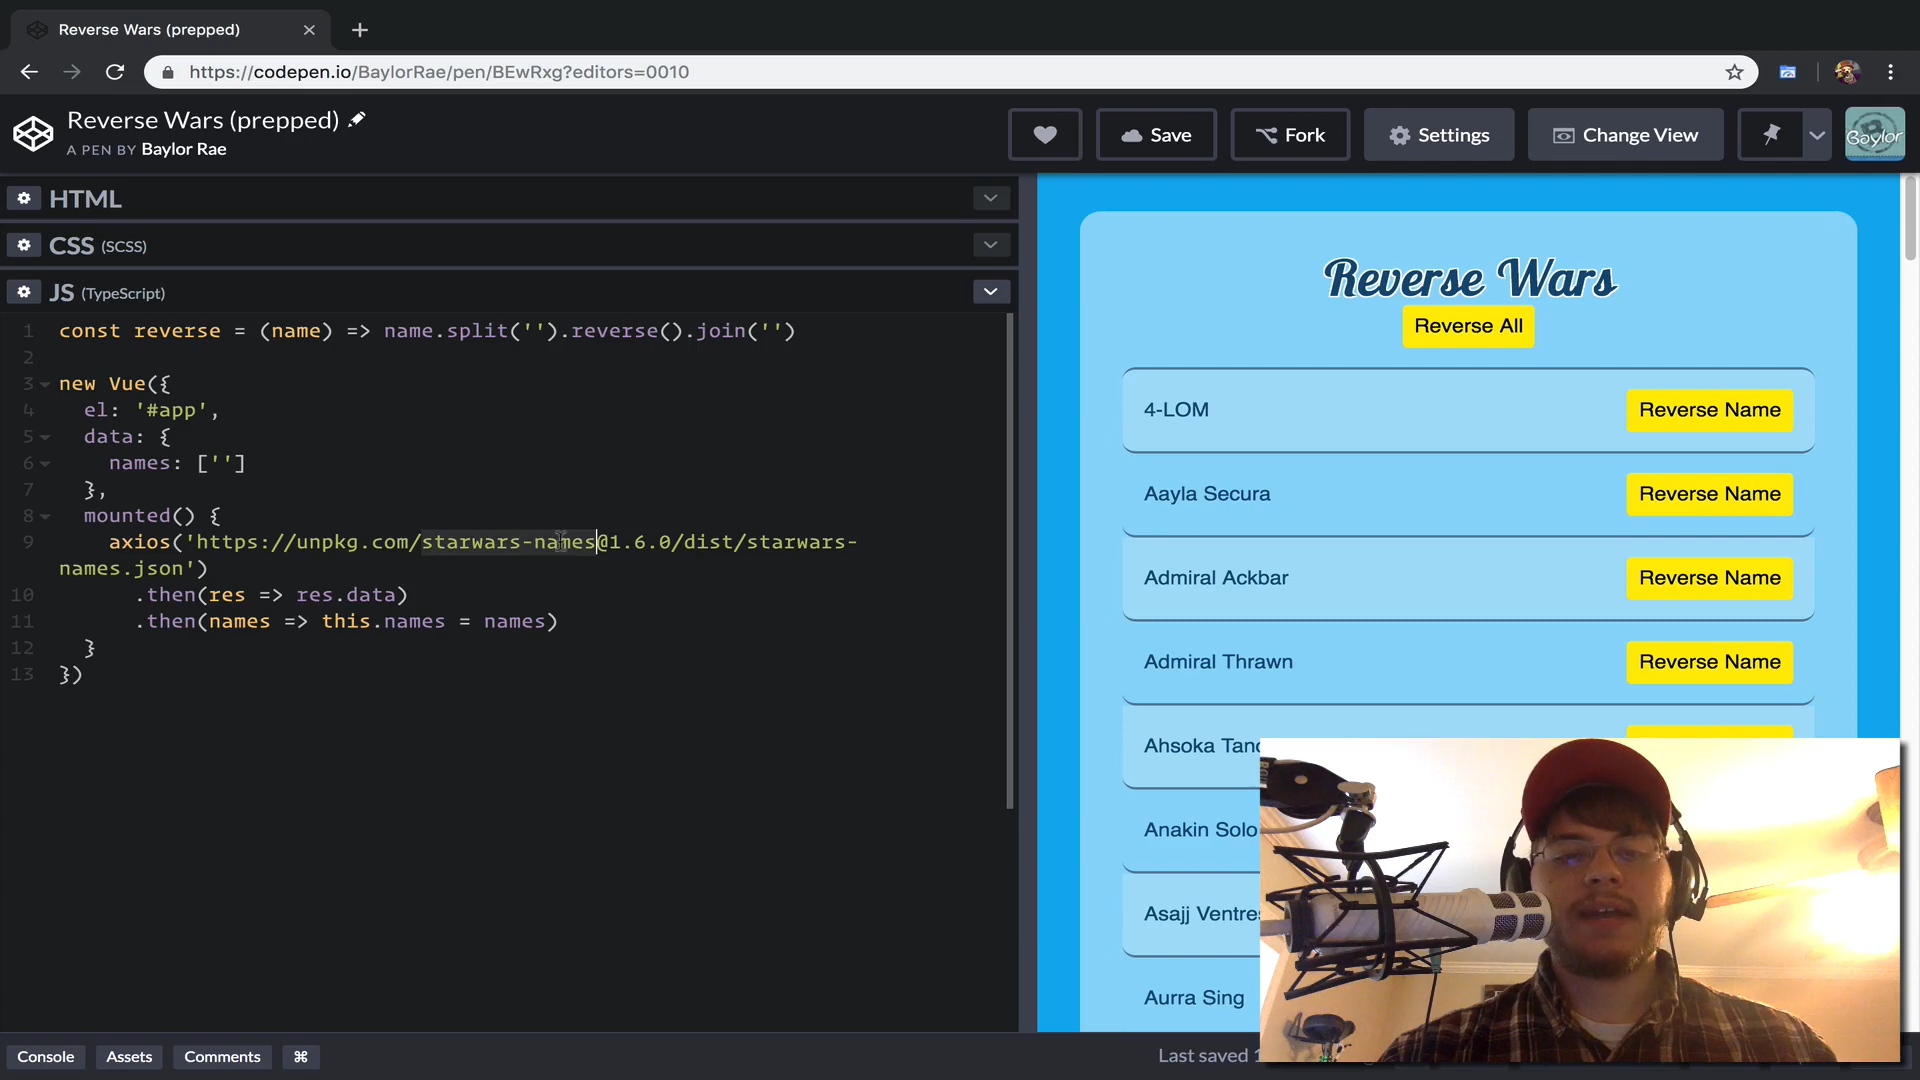 Reverse Wars (prepped)
https://codepen.io/BaylorRae/pen/BEwRxg?editors=0010
Reverse Wars (prepped)
A PEN BY Baylor Rae
Save
Fork
Settings
Change View
Baylor
HTML
CSS (SCSS)
JS (TypeScript)
1 const reverse = (name) => name.split('').reverse().join('')
2
3 new Vue({
4 el: '#app',
5 data: {
6 names: ['']
7 },
8 mounted() {
9 axios('https://unpkg.com/starwars-names@1.6.0/dist/starwars-
names.json')
10 .then(res => res.data)
11 .then(names => this.names = names)
12 }
13 })
Reverse Wars
Reverse All
4-LOM Reverse Name
Aayla Secura Reverse Name
Admiral Ackbar Reverse Name
Admiral Thrawn Reverse Name
Ahsoka
Anakin Solo
Asajj
Aurra Sing
Console
Assets
Comments
⌘
Last saved